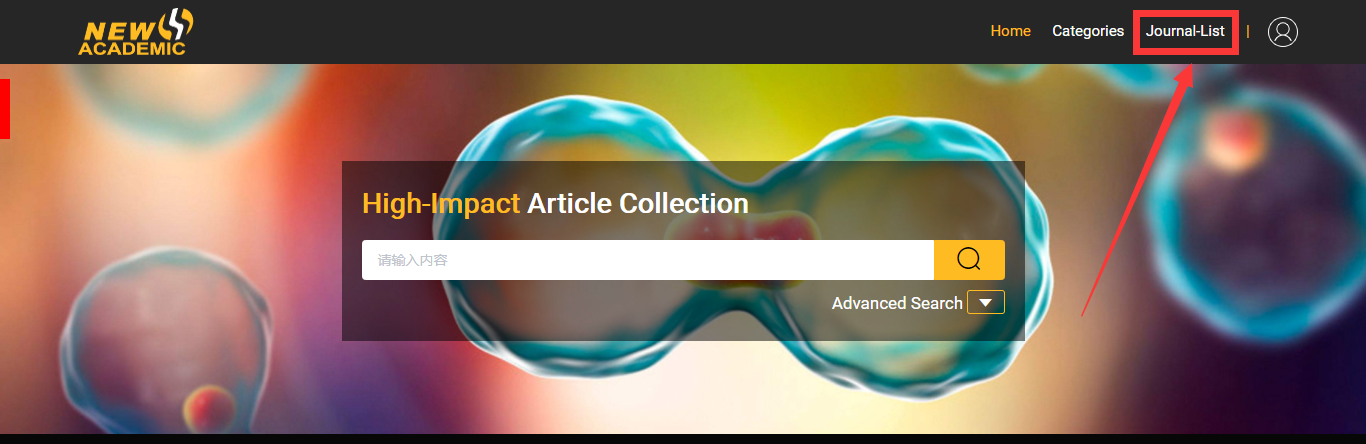 NEW
ACADEMIC
Home Categories Journal-List |
High-Impact Article Collection
请输入内容
Advanced Search